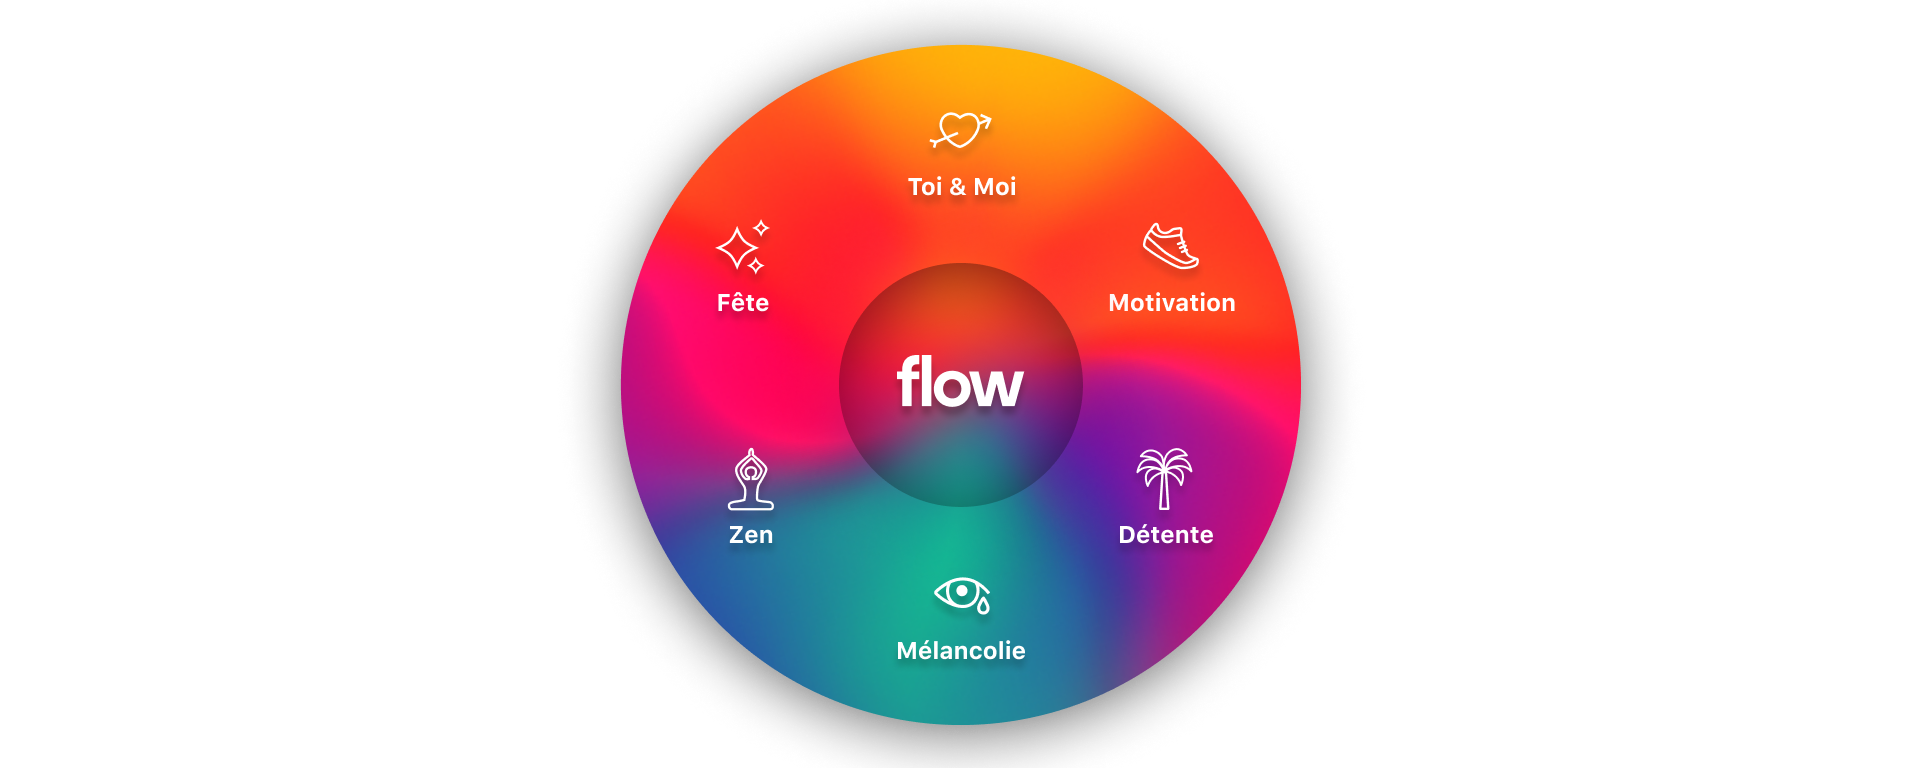 Toi & Moi
Fête
Motivation
flow
Zen
Détente
Mélancolie